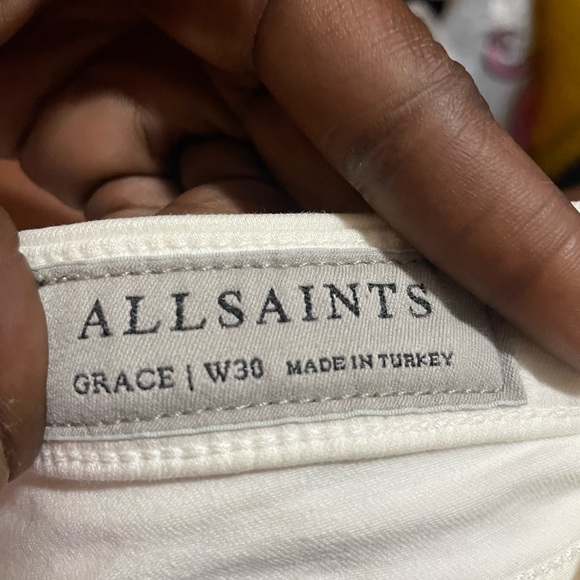 ALLSAINTS
GRACE | W30 MADE IN TURKEY